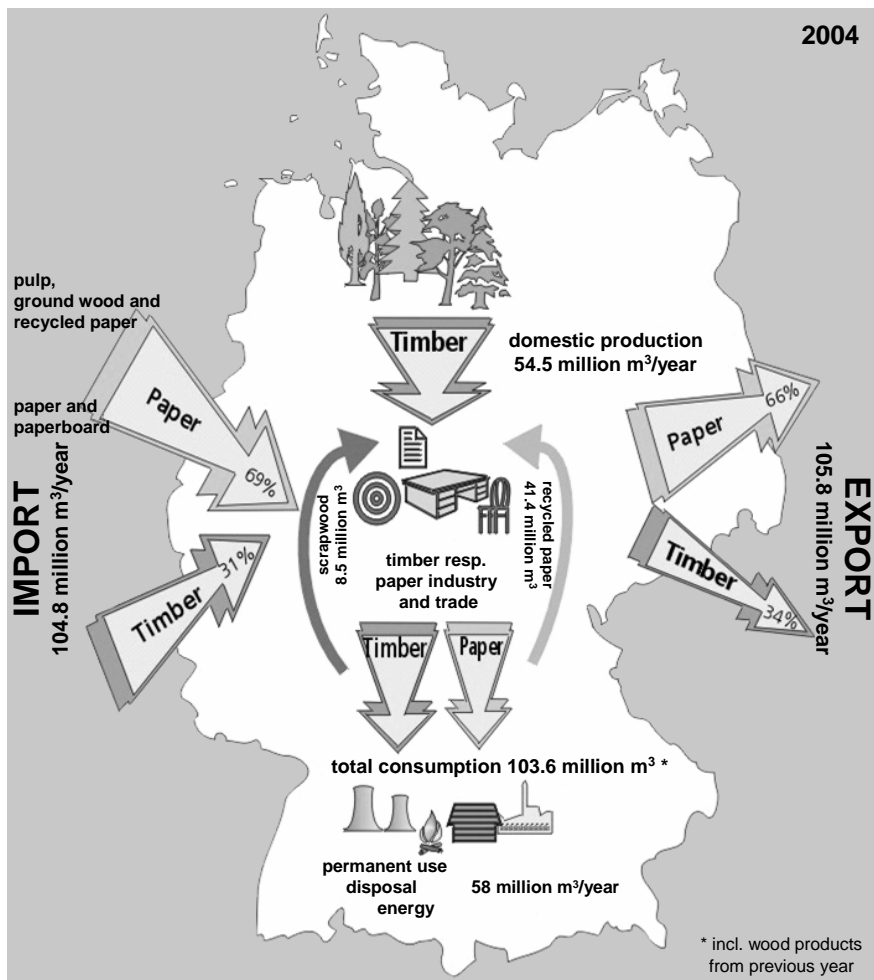 2004
Timber
domestic production
54.5 million m³/year
pulp,
ground wood and
recycled paper
paper and
paperboard
Paper
69%
IMPORT
104.8 million m³/year
31%
Timber
scrapwood
8.5 million m³
recycled paper
41.4 million m³
timber resp.
paper industry
and trade
66%
Paper
EXPORT
105.8 million m³/year
Timber
34%
Timber
Paper
total consumption 103.6 million m³ *
permanent use
disposal
energy
58 million m³/year
* incl. wood products
from previous year